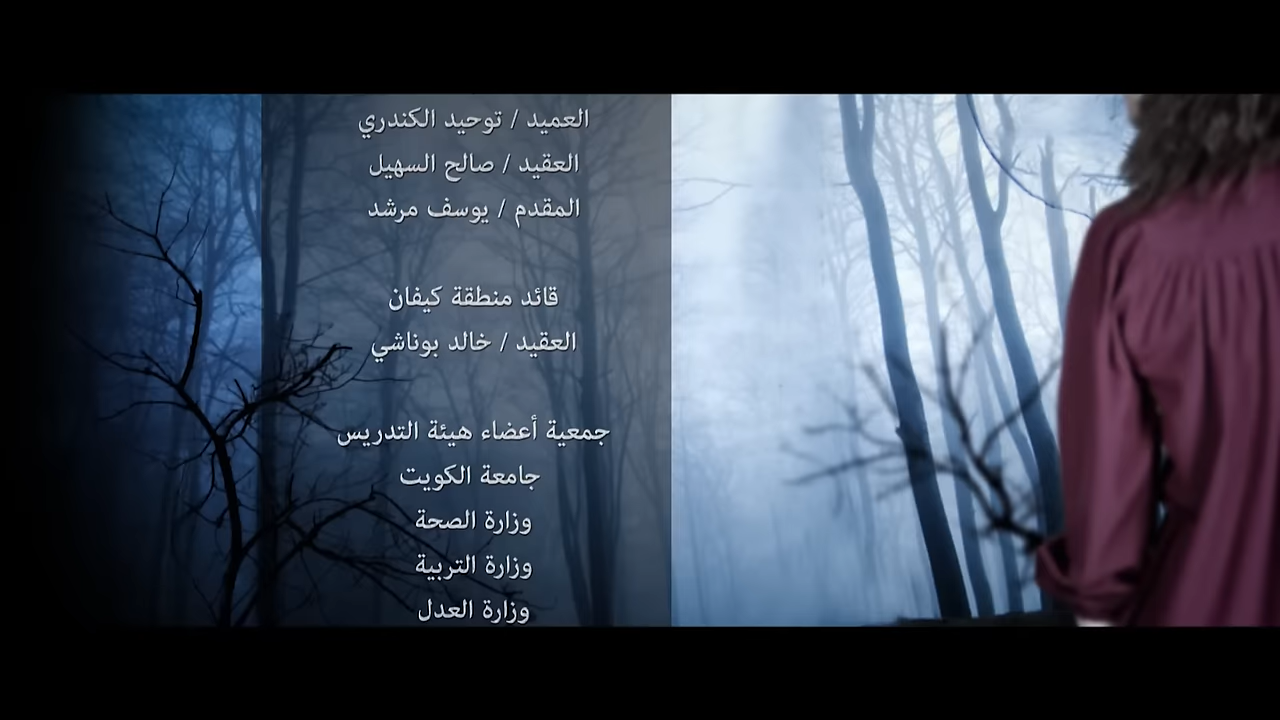 العميد / توحيد الكندري
العقيد / صالح السهيل
المقدم / يوسف مرشد
قائد منطقة كيفان
العقيد / خالد بوناشي
جمعية أعضاء هيئة التدريس
جامعة الكويت
وزارة الصحة
وزارة التربية
وزارة العدل